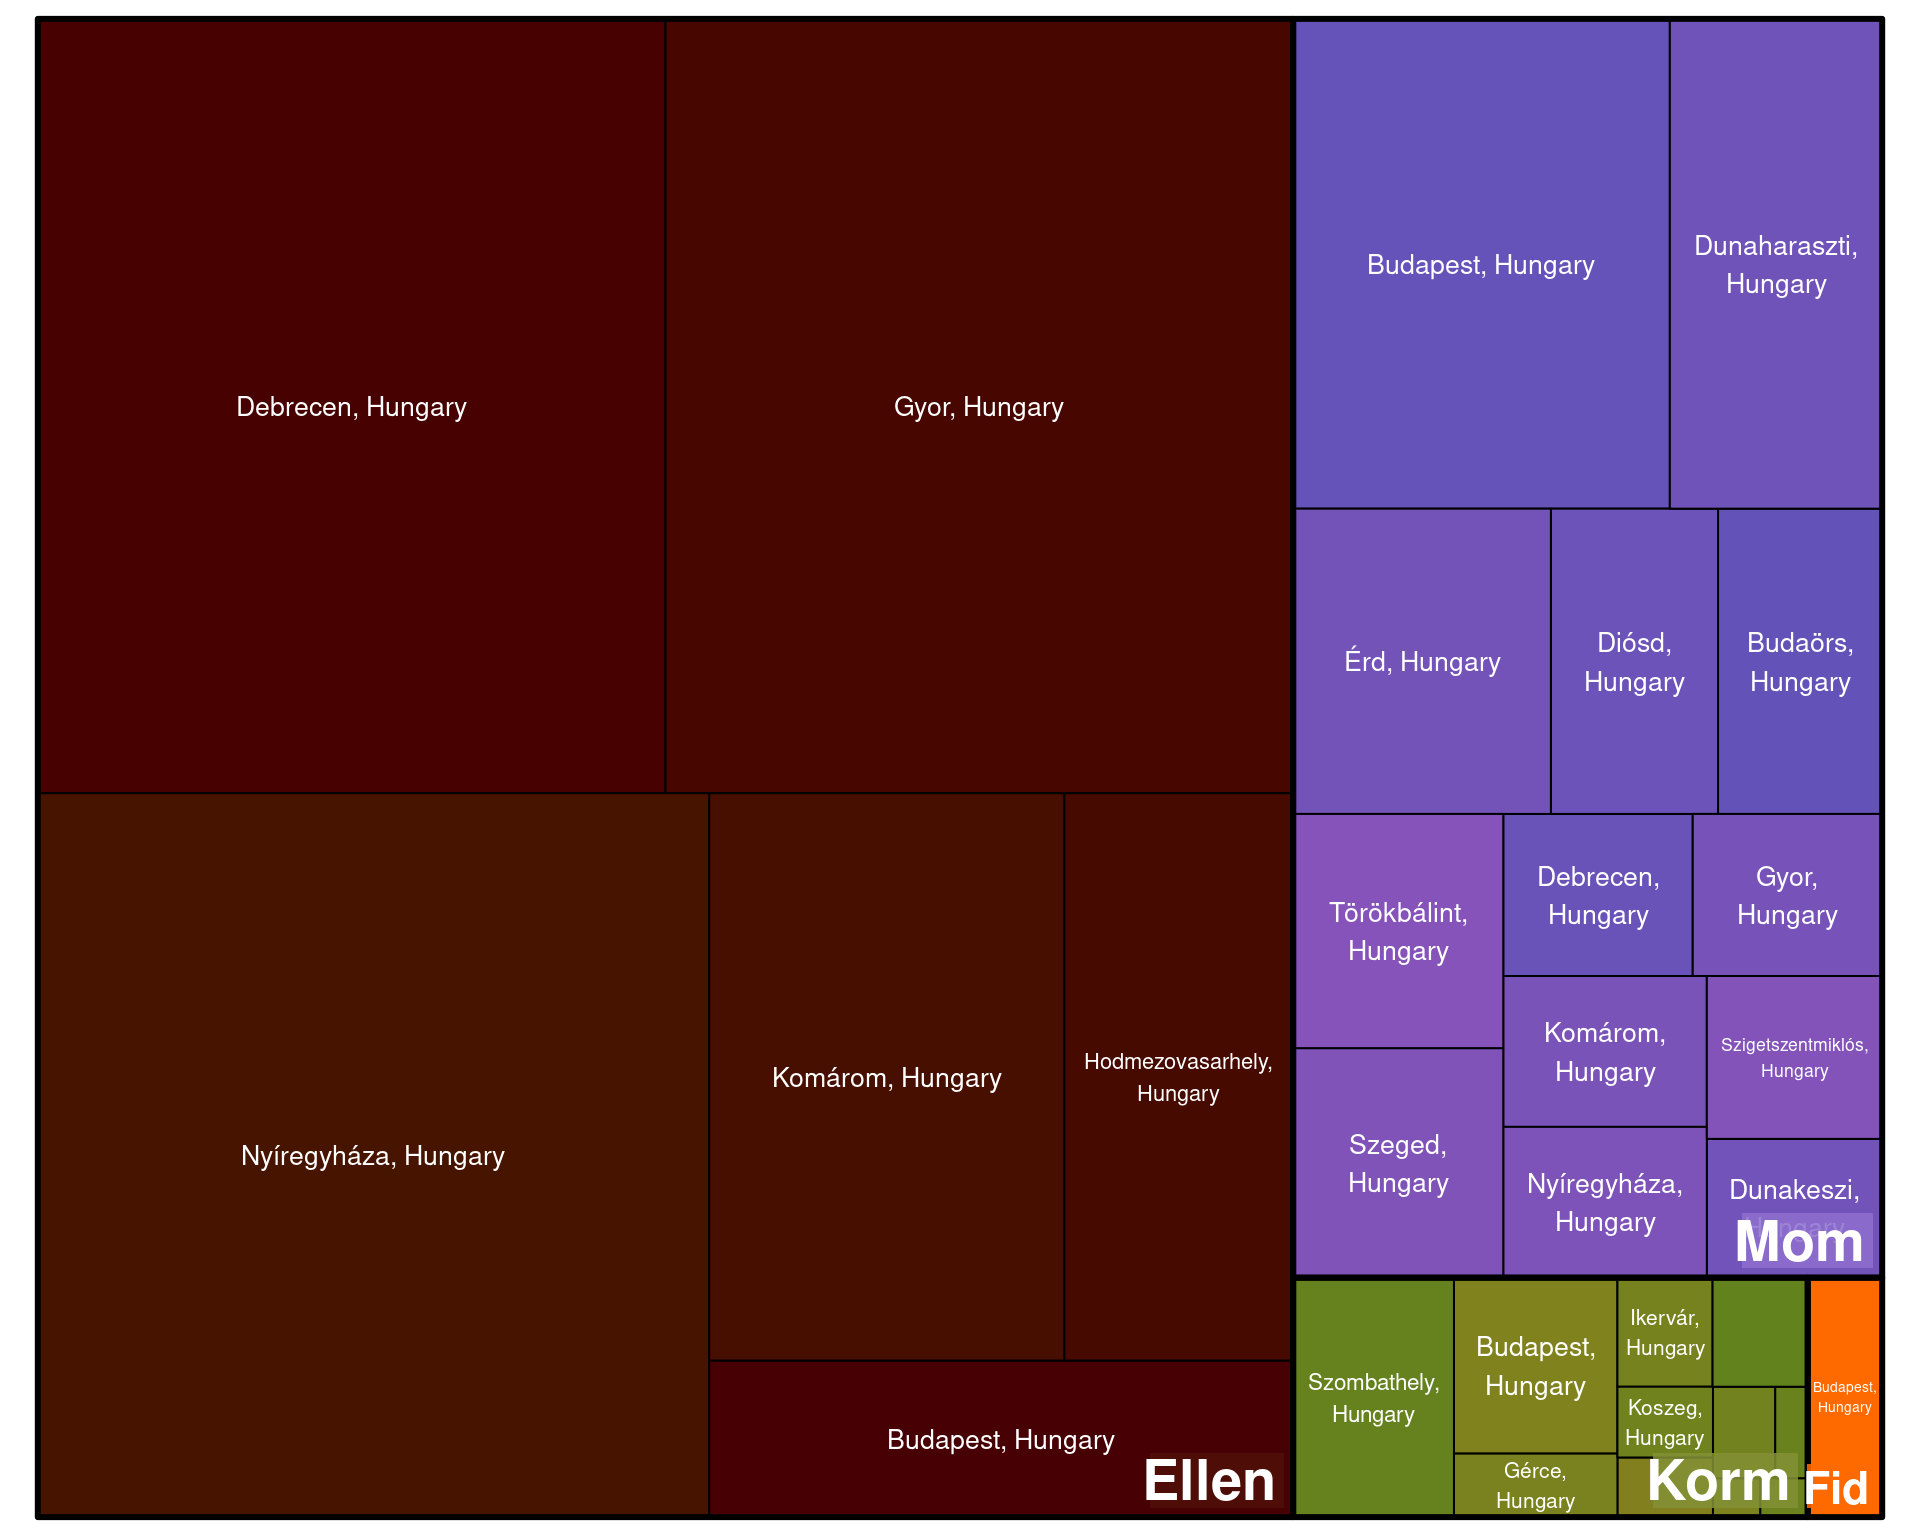 Debrecen, Hungary
Gyor, Hungary
Nyíregyháza, Hungary
Komárom, Hungary
Hodmezovasarhely,
Hungary
Budapest, Hungary
Ellen
Budapest, Hungary
Dunaharaszti,
Hungary
Érd, Hungary
Diósd,
Hungary
Budaörs,
Hungary
Törökbálint,
Hungary
Debrecen,
Hungary
Gyor,
Hungary
Szeged,
Hungary
Komárom,
Hungary
Szigetszentmiklós,
Hungary
Nyíregyháza,
Hungary
Dunakeszi,
Hungary
Mom
Szombathely,
Hungary
Budapest,
Hungary
Gérce,
Hungary
Ikervár,
Hungary
Koszeg,
Hungary
Korm
Budapest,
Hungary
Fid